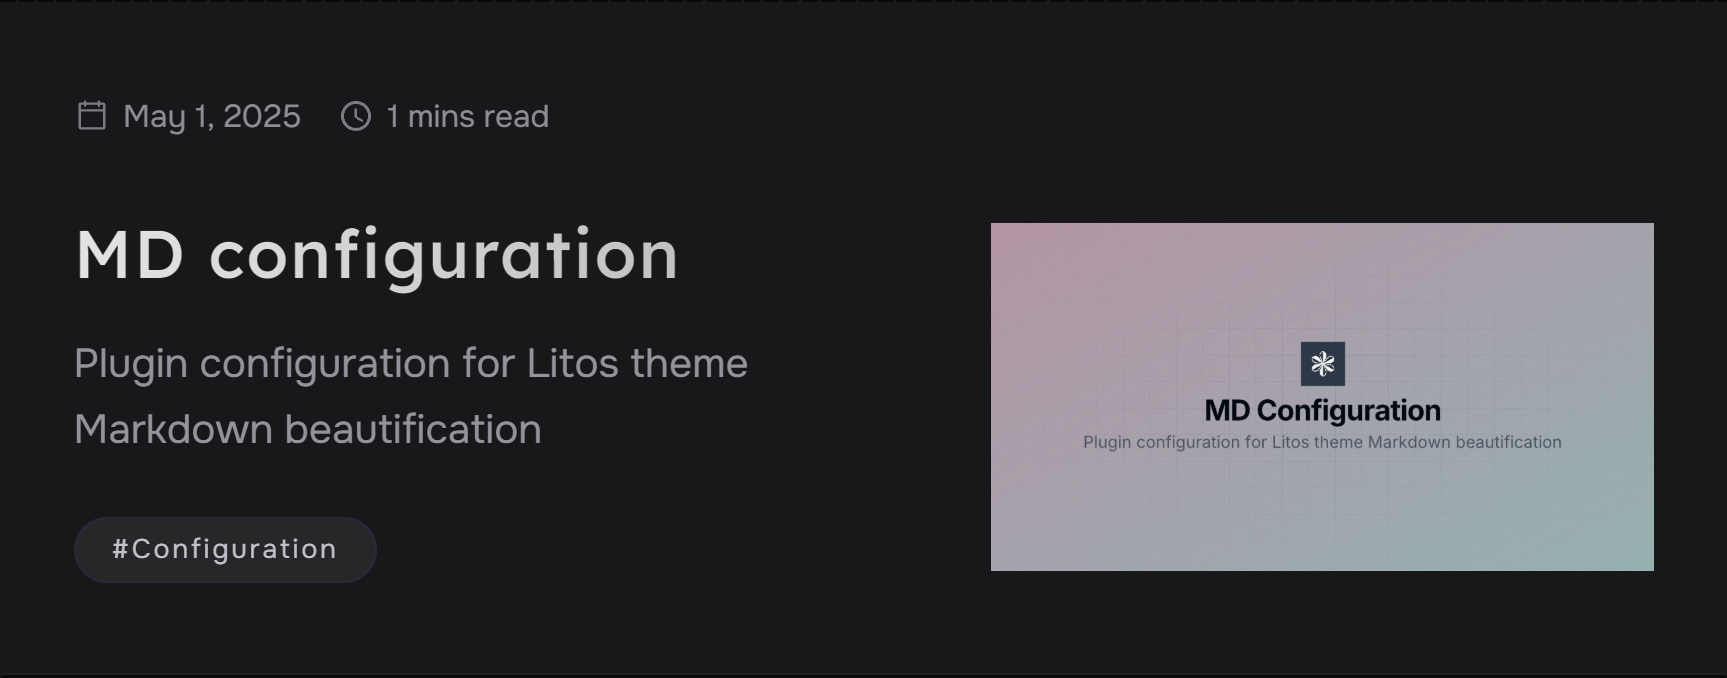 May 1, 2025 1 mins read
MD configuration
Plugin configuration for Litos theme
Markdown beautification
#Configuration
MD Configuration
Plugin configuration for Litos theme Markdown beautification